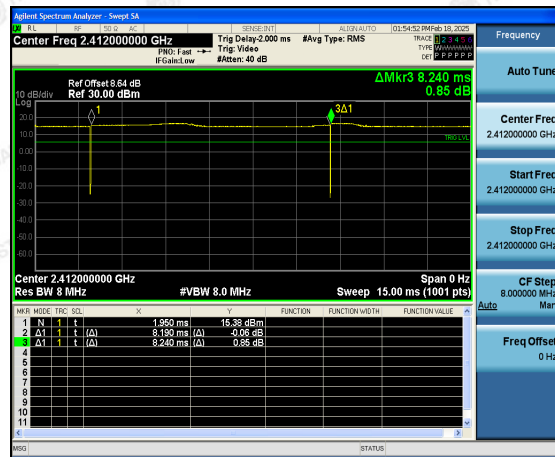 Agilent Spectrum Analyzer - Swept SA
RL RF 50 Ω AC SENSE:INT ALIGNAUTO 01:54:52 PM Feb 18, 2025
Center Freq 2.412000000 GHz
PNO: Fast
IFGain:Low
Trig Delay-2.000 ms
Trig: Video
#Atten: 40 dB
#Avg Type: RMS
TRACE 1 2 3 4 5 6
TYPE WWWWWW
DET P P P P P P
Ref Offset 8.64 dB
10 dB/div Ref 30.00 dBm
Log
ΔMkr3 8.240 ms
0.85 dB
1
3Δ1
TRIG LVL
20.0
10.0
0.00
-10.0
-20.0
-30.0
-40.0
-50.0
-60.0
Center 2.412000000 GHz Span 0 Hz
Res BW 8 MHz #VBW 8.0 MHz Sweep 15.00 ms (1001 pts)
MKR MODE TRC SCL X Y FUNCTION FUNCTION WIDTH FUNCTION VALUE
1 N 1 t 1.950 ms 15.38 dBm
2 Δ1 1 t (Δ) 8.190 ms (Δ) -0.06 dB
3 Δ1 1 t (Δ) 8.240 ms (Δ) 0.85 dB
4
5
6
7
8
9
10
11
MSG STATUS
Frequency
Auto Tune
Center Freq
2.412000000 GHz
Start Freq
2.412000000 GHz
Stop Freq
2.412000000 GHz
CF Step
8.000000 MHz
Auto Man
Freq Offset
0 Hz